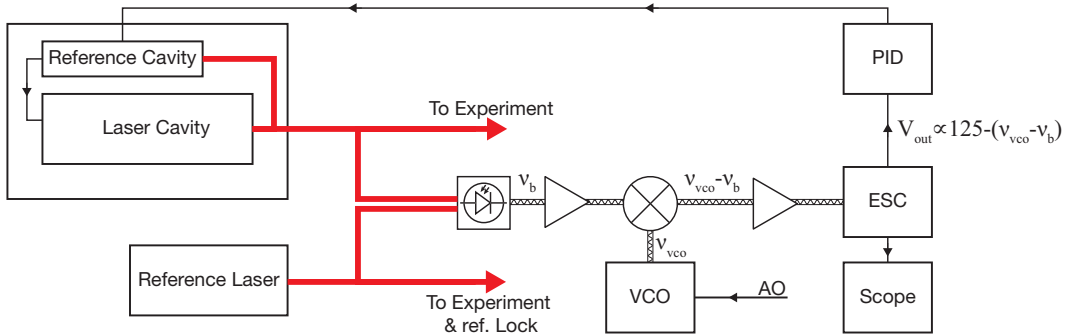 Reference Cavity
PID
Laser Cavity
To Experiment
V_out∝125-(ν_vco-ν_b)
ν_b
ν_vco-ν_b
ESC
ν_vco
Reference Laser
To Experiment
& ref. Lock
VCO
AO
Scope